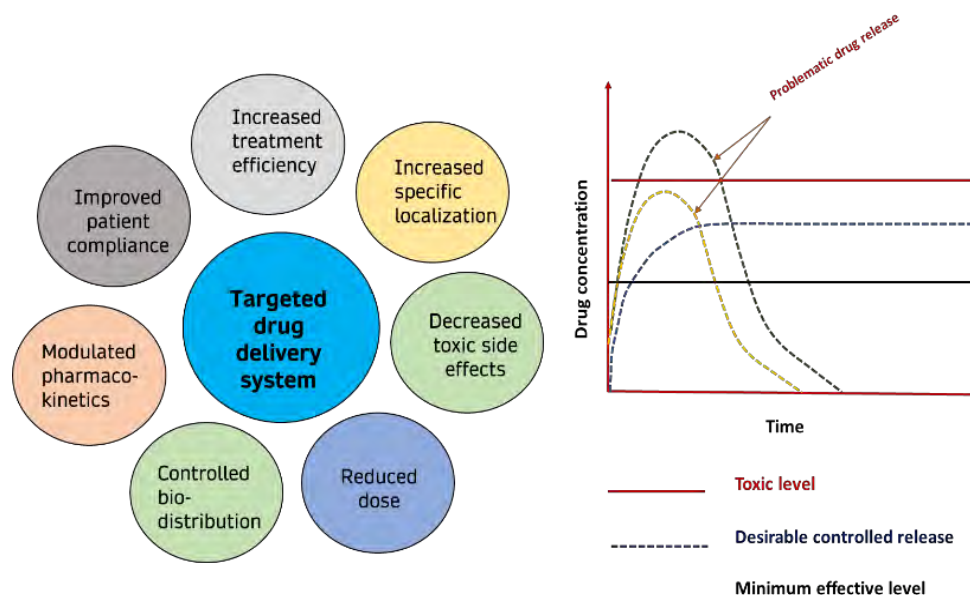 Increased
treatment
efficiency
Increased
specific
localization
Improved
patient
compliance
Targeted
drug
delivery
system
Decreased
toxic side
effects
Modulated
pharmaco-
kinetics
Controlled
bio-
distribution
Reduced
dose
Problematic drug release
Drug concentration
Time
Toxic level
Desirable controlled release
Minimum effective level